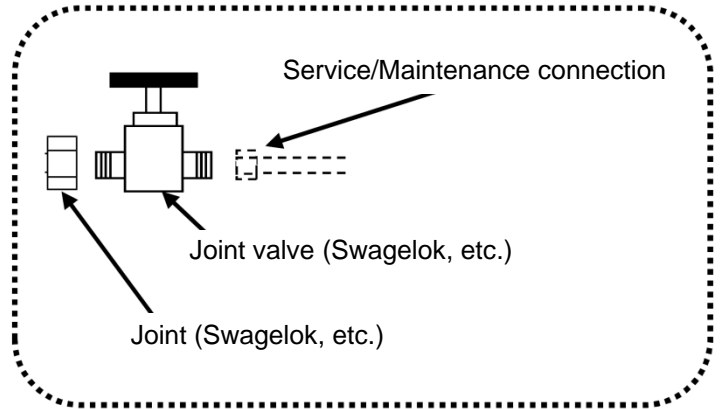 Service/Maintenance connection
Joint valve (Swagelok, etc.)
Joint (Swagelok, etc.)